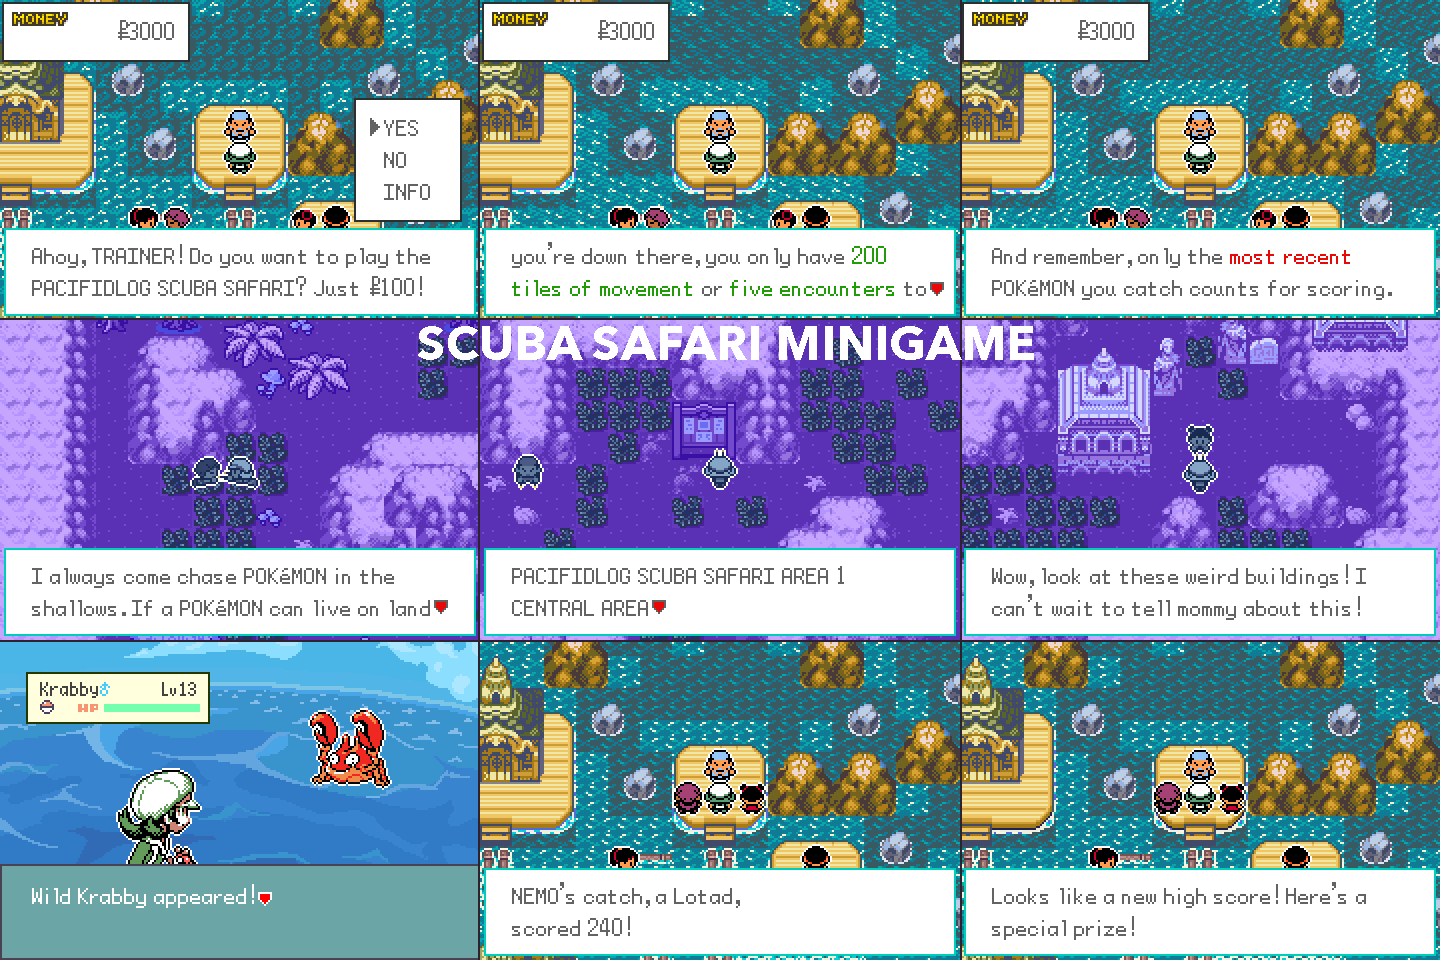 MONEY
₽3000
YES
NO
INFO
Ahoy, TRAINER! Do you want to play the
PACIFIDLOG SCUBA SAFARI? Just ₽100!
MONEY
₽3000
you're down there, you only have 200
tiles of movement or five encounters to
MONEY
₽3000
And remember, only the most recent
POKéMON you catch counts for scoring.
SCUBA SAFARI MINIGAME
I always come chase POKéMON in the
shallows. If a POKéMON can live on land
PACIFIDLOG SCUBA SAFARI AREA 1
CENTRAL AREA
Wow, look at these weird buildings! I
can't wait to tell mommy about this!
Krabby♂ Lv13
HP
Wild Krabby appeared!
NEMO's catch, a Lotad,
scored 240!
Looks like a new high score! Here's a
special prize!